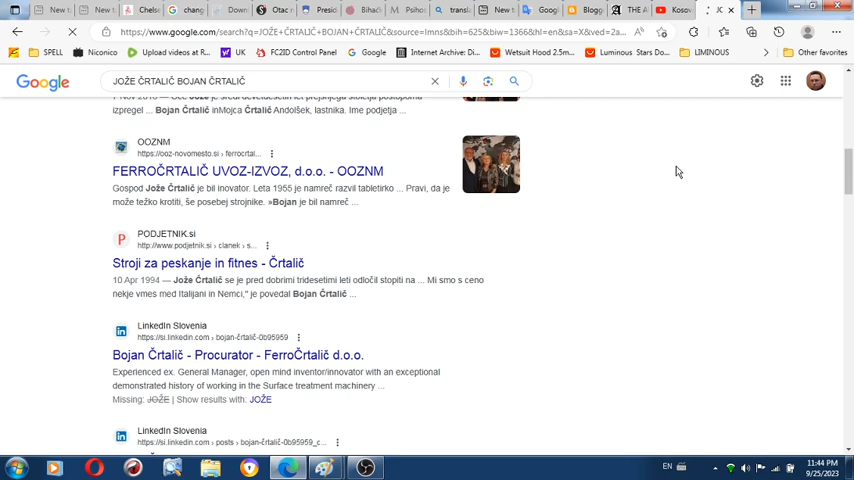 New t
New t
Chels
chang
Down
Otac
Presi
Bihać
Psiho
transl
New t
Goog
Blogg
THE A
Kosov
JC
https://www.google.com/search?q=JOŽE+ČRTALIČ+BOJAN+ČRTALIČ&source=lmns&bih=625&biw=1366&hl=en&sa=X&ved=2a...
SPELL
Niconico
Upload videos at R...
UK
FC2ID Control Panel
Google
Internet Archive: D...
Wetsuit Hood 2.5m...
Luminous Stars Do...
LIMINOUS
Other favorites
Google
JOŽE ČRTALIČ BOJAN ČRTALIČ
izpregel ... Bojan Črtalič inMojca Črtalič Andolšek, lastnika. Ime podjetja ...
OOZNM
https://ooz-novomesto.si › ferrocrtal...
FERROČRTALIČ UVOZ-IZVOZ, d.o.o. - OOZNM
Gospod Jože Črtalič je bil inovator. Leta 1955 je namreč razvil tabletirko ... Pravi, da je
može težko krotiti, še posebej strojnike. »Bojan je bil namreč ...
PODJETNIK.si
http://www.podjetnik.si › clanek › s...
Stroji za peskanje in fitnes - Črtalič
10 Apr 1994 — Jože Črtalič se je pred dobrimi tridesetimi leti odločil stopiti na ... Mi smo s ceno
nekje vmes med Italijani in Nemci," je povedal Bojan Črtalič ...
LinkedIn Slovenia
https://si.linkedin.com › bojan-črtalič-0b95959
Bojan Črtalič - Procurator - FerroČrtalič d.o.o.
Experienced ex. General Manager, open mind inventor/innovator with an exceptional
demonstrated history of working in the Surface treatment machinery ...
Missing: JOŽE | Show results with: JOŽE
LinkedIn Slovenia
https://si.linkedin.com › posts › bojan-črtalič-0b95959_c...
EN
11:44 PM
9/25/2023